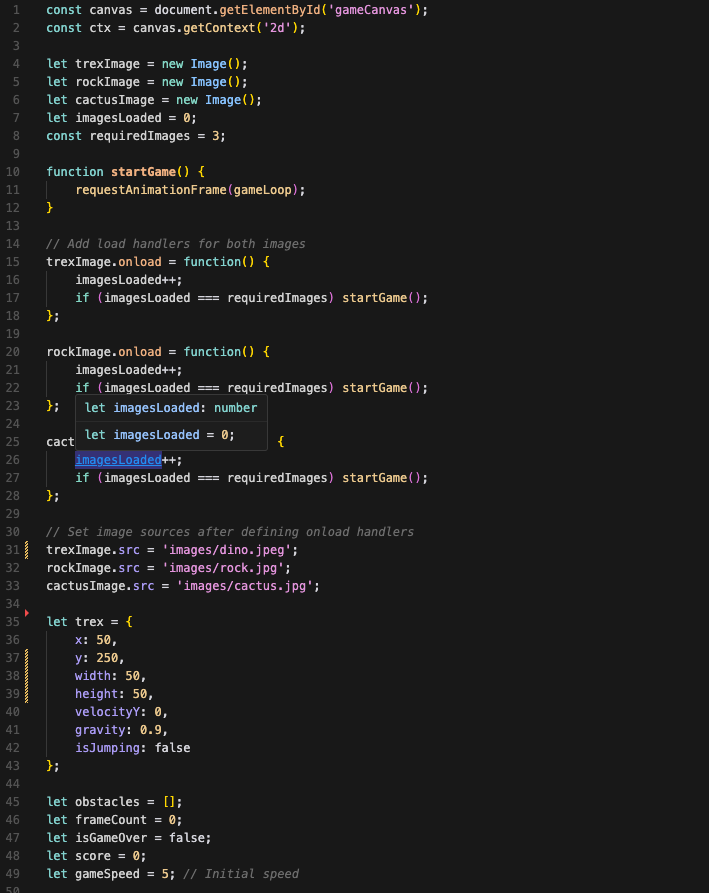 1 const canvas = document.getElementById('gameCanvas');
2 const ctx = canvas.getContext('2d');
3
4 let trexImage = new Image();
5 let rockImage = new Image();
6 let cactusImage = new Image();
7 let imagesLoaded = 0;
8 const requiredImages = 3;
9
10 function startGame() {
11     requestAnimationFrame(gameLoop);
12 }
13
14 // Add load handlers for both images
15 trexImage.onload = function() {
16     imagesLoaded++;
17     if (imagesLoaded === requiredImages) startGame();
18 };
19
20 rockImage.onload = function() {
21     imagesLoaded++;
22     if (imagesLoaded === requiredImages) startGame();
23 };
let imagesLoaded: number
24
let imagesLoaded = 0;
25 cact {
26     imagesLoaded++;
27     if (imagesLoaded === requiredImages) startGame();
28 };
29
30 // Set image sources after defining onload handlers
31 trexImage.src = 'images/dino.jpeg';
32 rockImage.src = 'images/rock.jpg';
33 cactusImage.src = 'images/cactus.jpg';
34
35 let trex = {
36     x: 50,
37     y: 250,
38     width: 50,
39     height: 50,
40     velocityY: 0,
41     gravity: 0.9,
42     isJumping: false
43 };
44
45 let obstacles = [];
46 let frameCount = 0;
47 let isGameOver = false;
48 let score = 0;
49 let gameSpeed = 5; // Initial speed
50